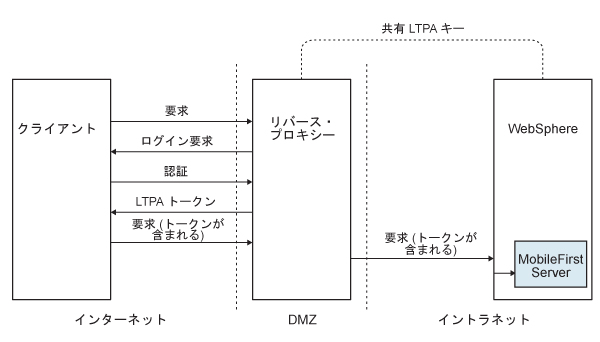 共有 LTPA キー
クライアント
要求
ログイン要求
認証
LTPA トークン
要求 (トークンが
含まれる)
リバース・
プロキシー
要求 (トークンが
含まれる)
WebSphere
MobileFirst
Server
インターネット
DMZ
イントラネット